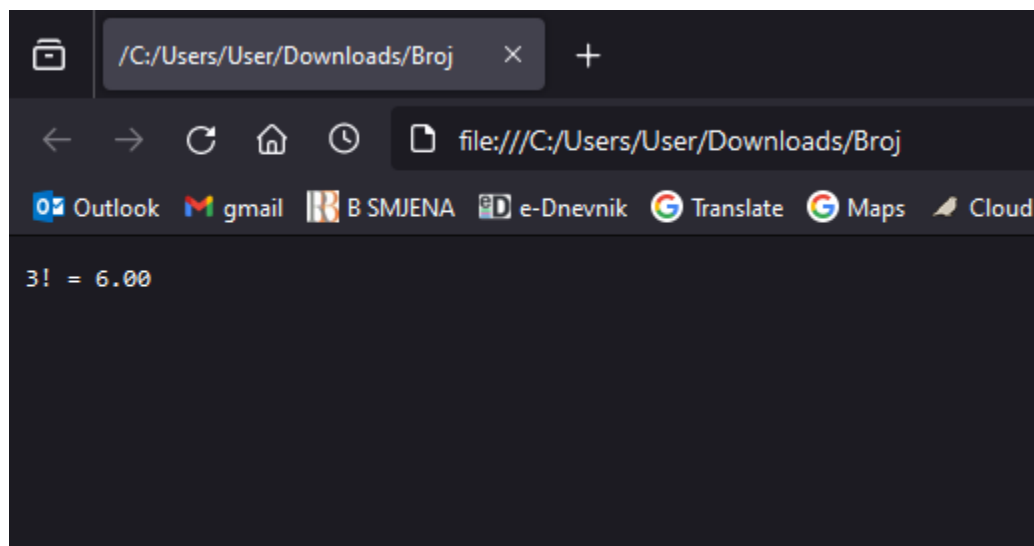 /C:/Users/User/Downloads/Broj
file:///C:/Users/User/Downloads/Broj
Outlook gmail B SMJENA e-Dnevnik Translate Maps Cloud
3! = 6.00